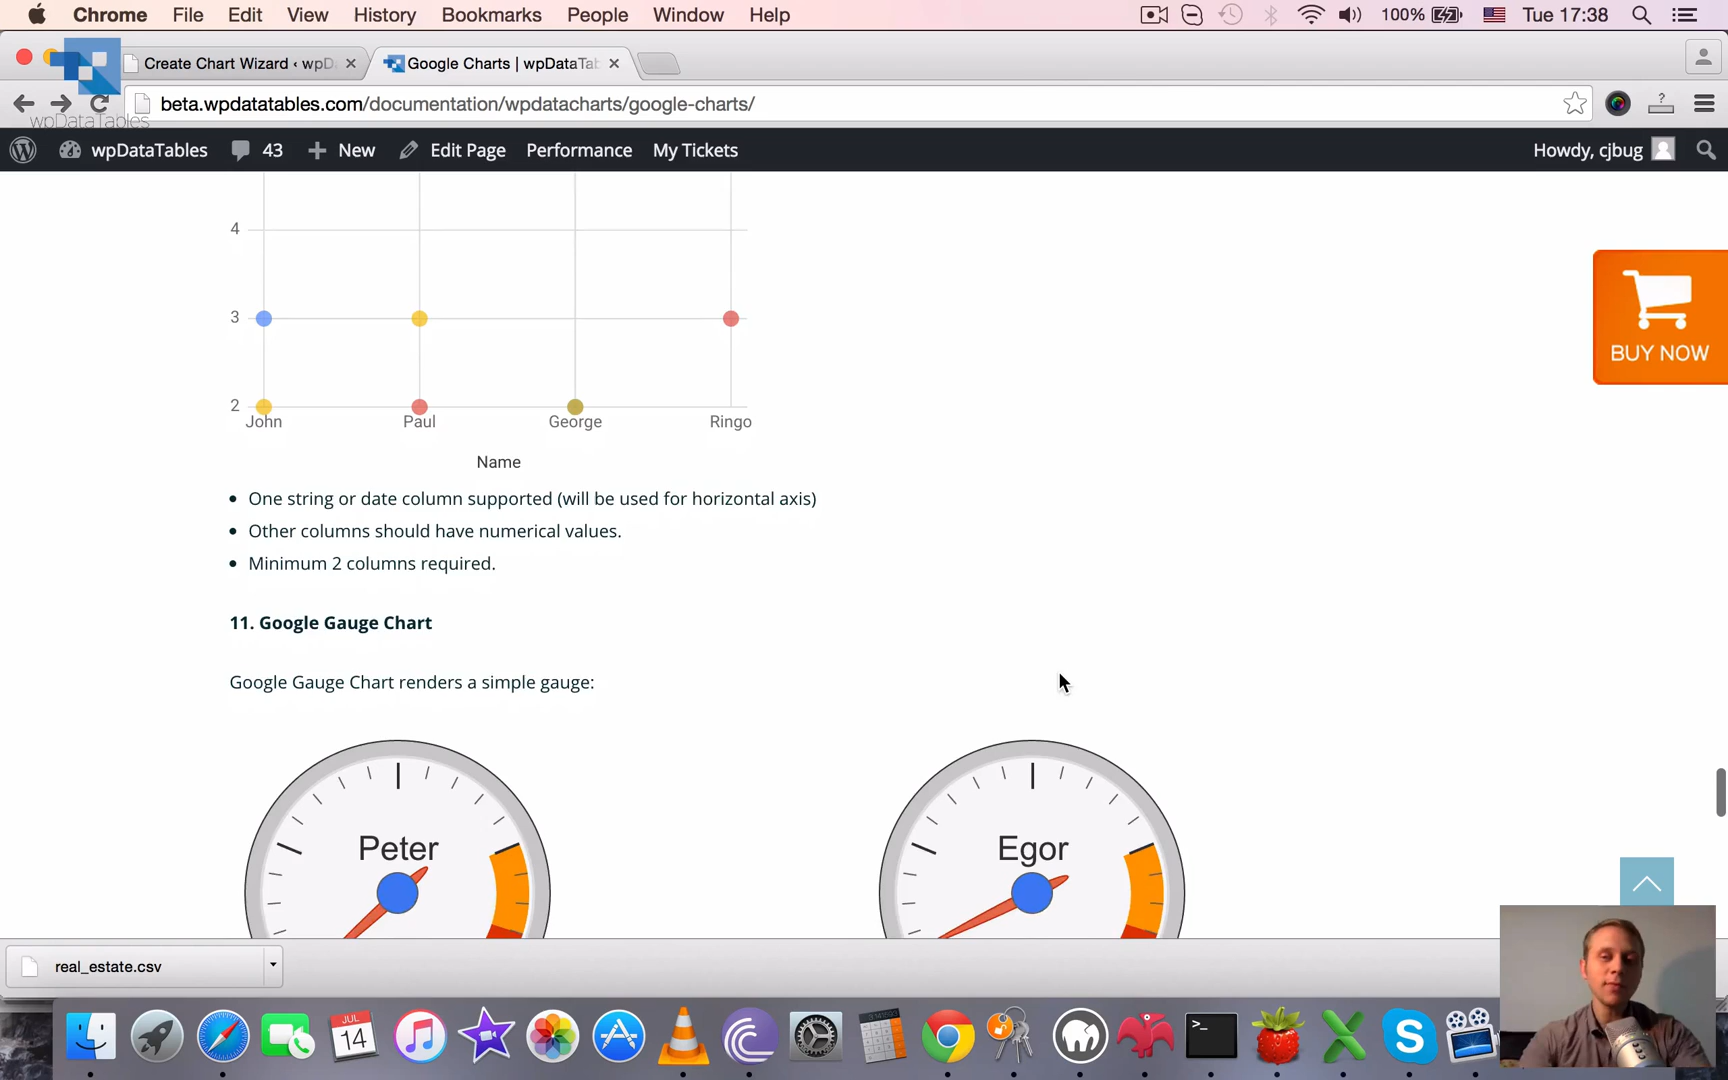 Chrome File Edit View History Bookmarks People Window Help 100% Tue 17:38
Create Chart Wizard ‹ wpD
Google Charts | wpDataTab
beta.wpdatatables.com/documentation/wpdatacharts/google-charts/
wpDataTables
wpDataTables 43 New Edit Page Performance My Tickets Howdy, cjbug
4
3
2
John Paul George Ringo
Name
BUY NOW
One string or date column supported (will be used for horizontal axis)
Other columns should have numerical values.
Minimum 2 columns required.
11. Google Gauge Chart
Google Gauge Chart renders a simple gauge:
Peter Egor
real_estate.csv
JUL
14
>_